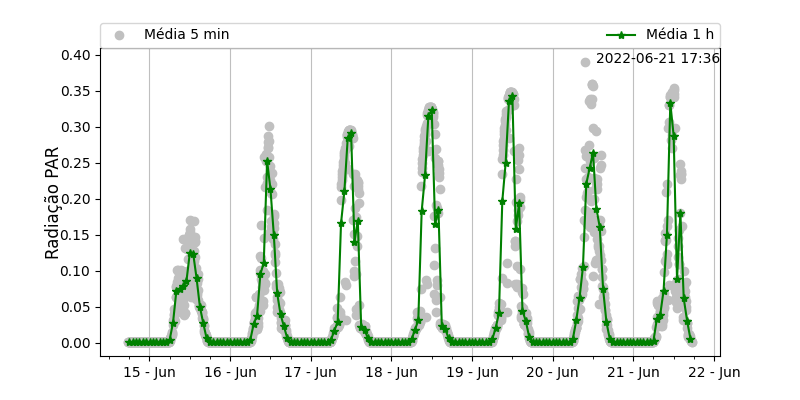 Média 5 min
Média 1 h
2022-06-21 17:36
Radiação PAR
0.40
0.35
0.30
0.25
0.20
0.15
0.10
0.05
0.00
15 - Jun
16 - Jun
17 - Jun
18 - Jun
19 - Jun
20 - Jun
21 - Jun
22 - Jun